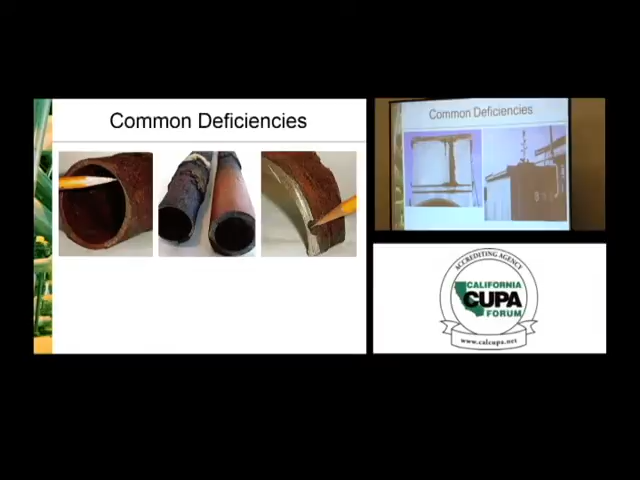 Common Deficiencies
Common Deficiencies
ACCREDITING AGENCY
CALIFORNIA
CUPA
FORUM
www.calcupa.net